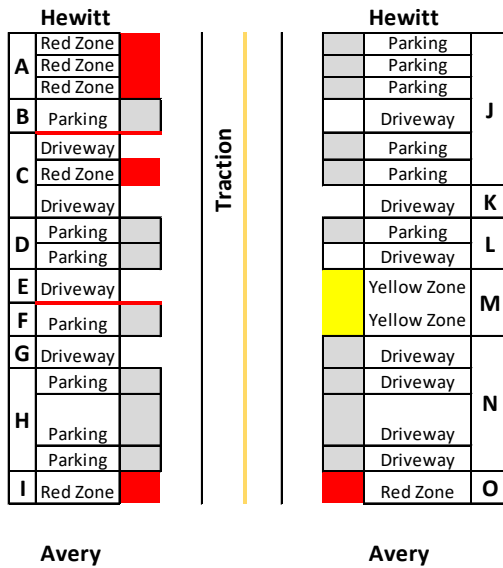 Hewitt
A
Red Zone
Red Zone
Red Zone
B
Parking
C
Driveway
Red Zone
Driveway
D
Parking
Parking
E
Driveway
F
Parking
G
Driveway
H
Parking
Parking
Parking
I
Red Zone
Avery
Traction
Hewitt
Parking
Parking
Parking
Driveway
Parking
Parking
J
Driveway
K
Parking
Driveway
L
Yellow Zone
Yellow Zone
M
Driveway
Driveway
Driveway
Driveway
N
Red Zone
O
Avery